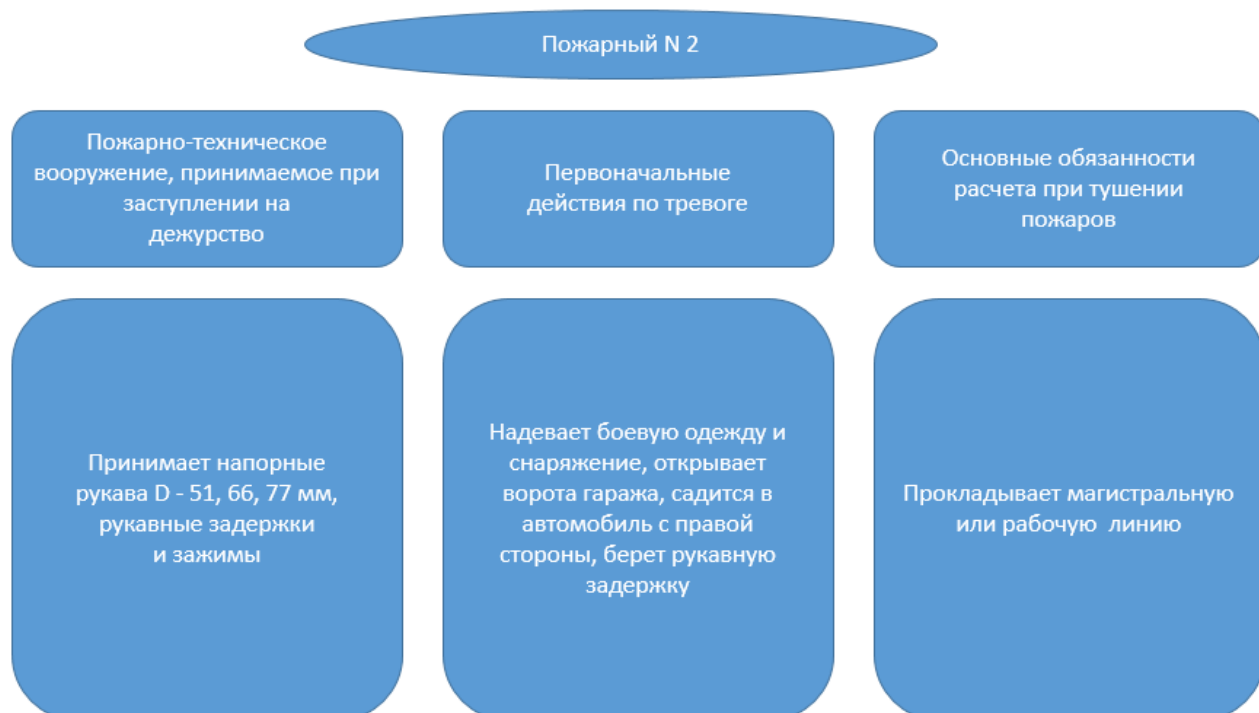 Пожарный N 2
Пожарно-техническое
вооружение, принимаемое при
заступлении на
дежурство
Первоначальные
действия по тревоге
Основные обязанности
расчета при тушении
пожаров
Принимает напорные
рукава D - 51, 66, 77 мм,
рукавные задержки
и зажимы
Надевает боевую одежду и
снаряжение, открывает
ворота гаража, садится в
автомобиль с правой
стороны, берет рукавную
задержку
Прокладывает магистральную
или рабочую линию